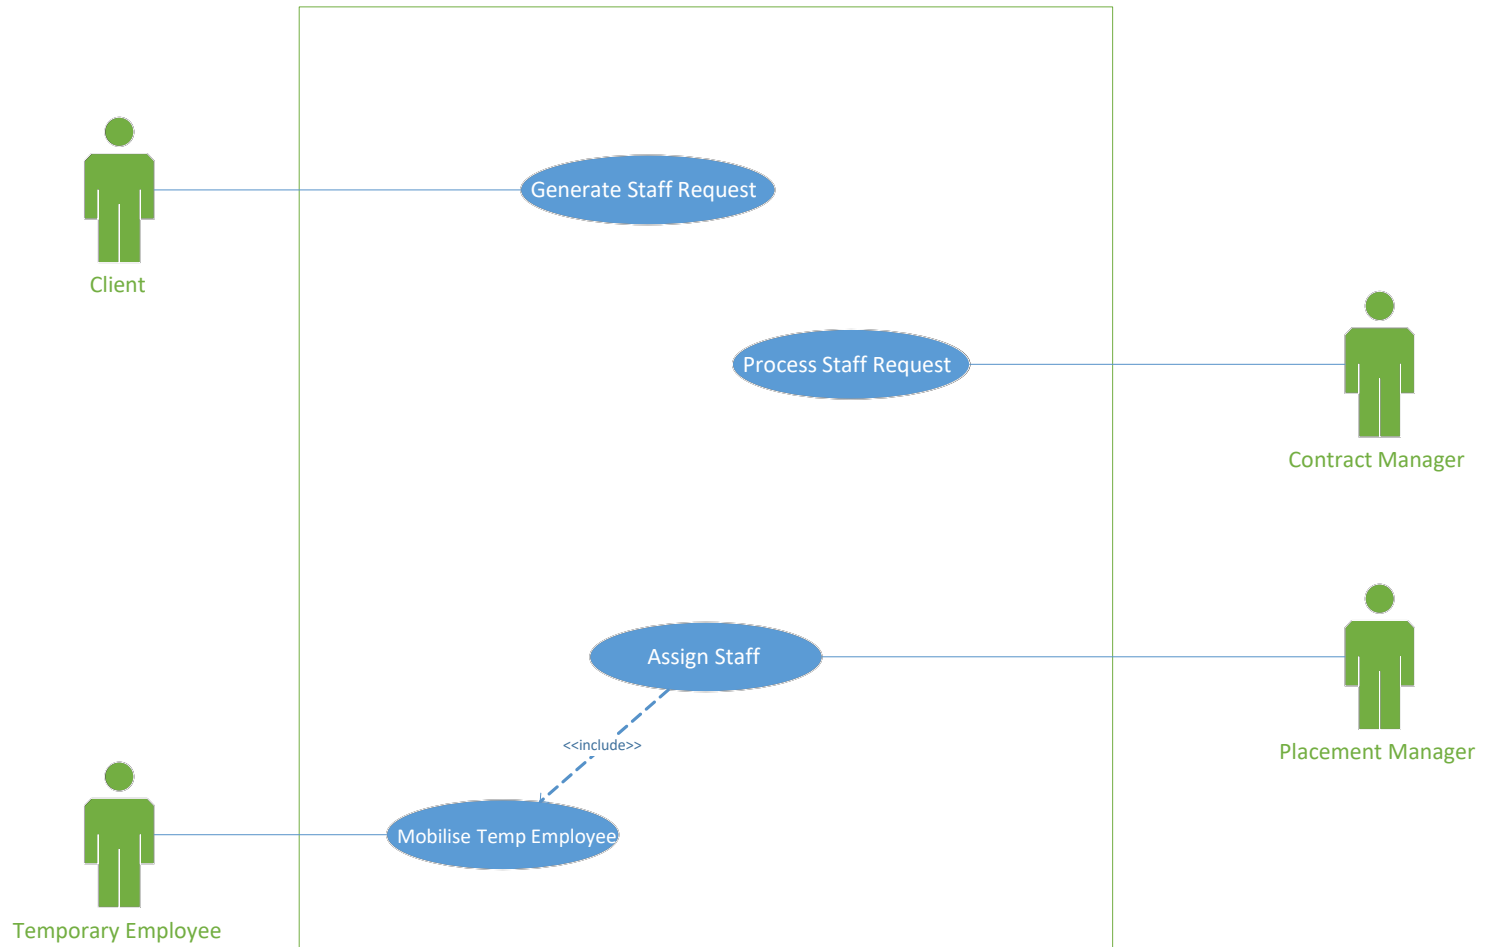 Generate Staff Request
Client
Process Staff Request
Contract Manager
Assign Staff
<<include>>
Placement Manager
Mobilise Temp Employee
Temporary Employee